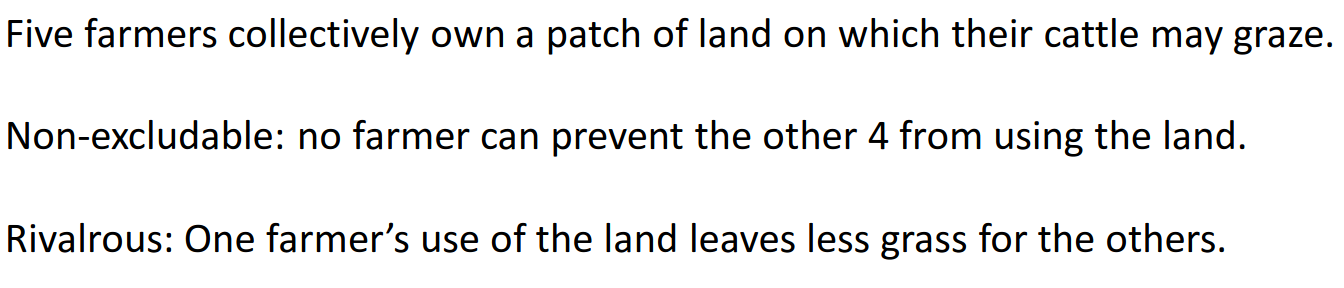 Five farmers collectively own a patch of land on which their cattle may graze.
Non-excludable: no farmer can prevent the other 4 from using the land.
Rivalrous: One farmer’s use of the land leaves less grass for the others.